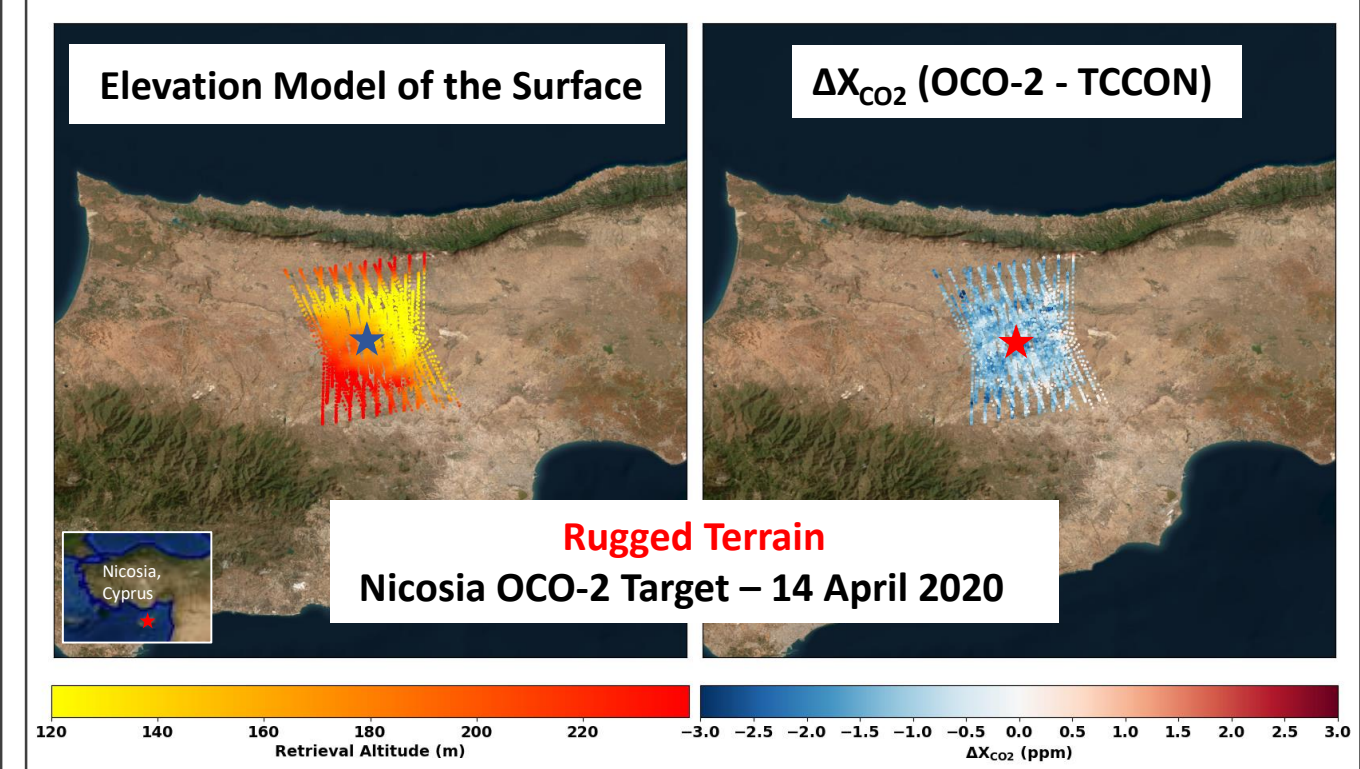 Elevation Model of the Surface
ΔX_CO2 (OCO-2 - TCCON)
Rugged Terrain
Nicosia OCO-2 Target – 14 April 2020
Nicosia,
Cyprus
120 140 160 180 200 220
Retrieval Altitude (m)
−3.0 −2.5 −2.0 −1.5 −1.0 −0.5 0.0 0.5 1.0 1.5 2.0 2.5 3.0
ΔX_CO2 (ppm)